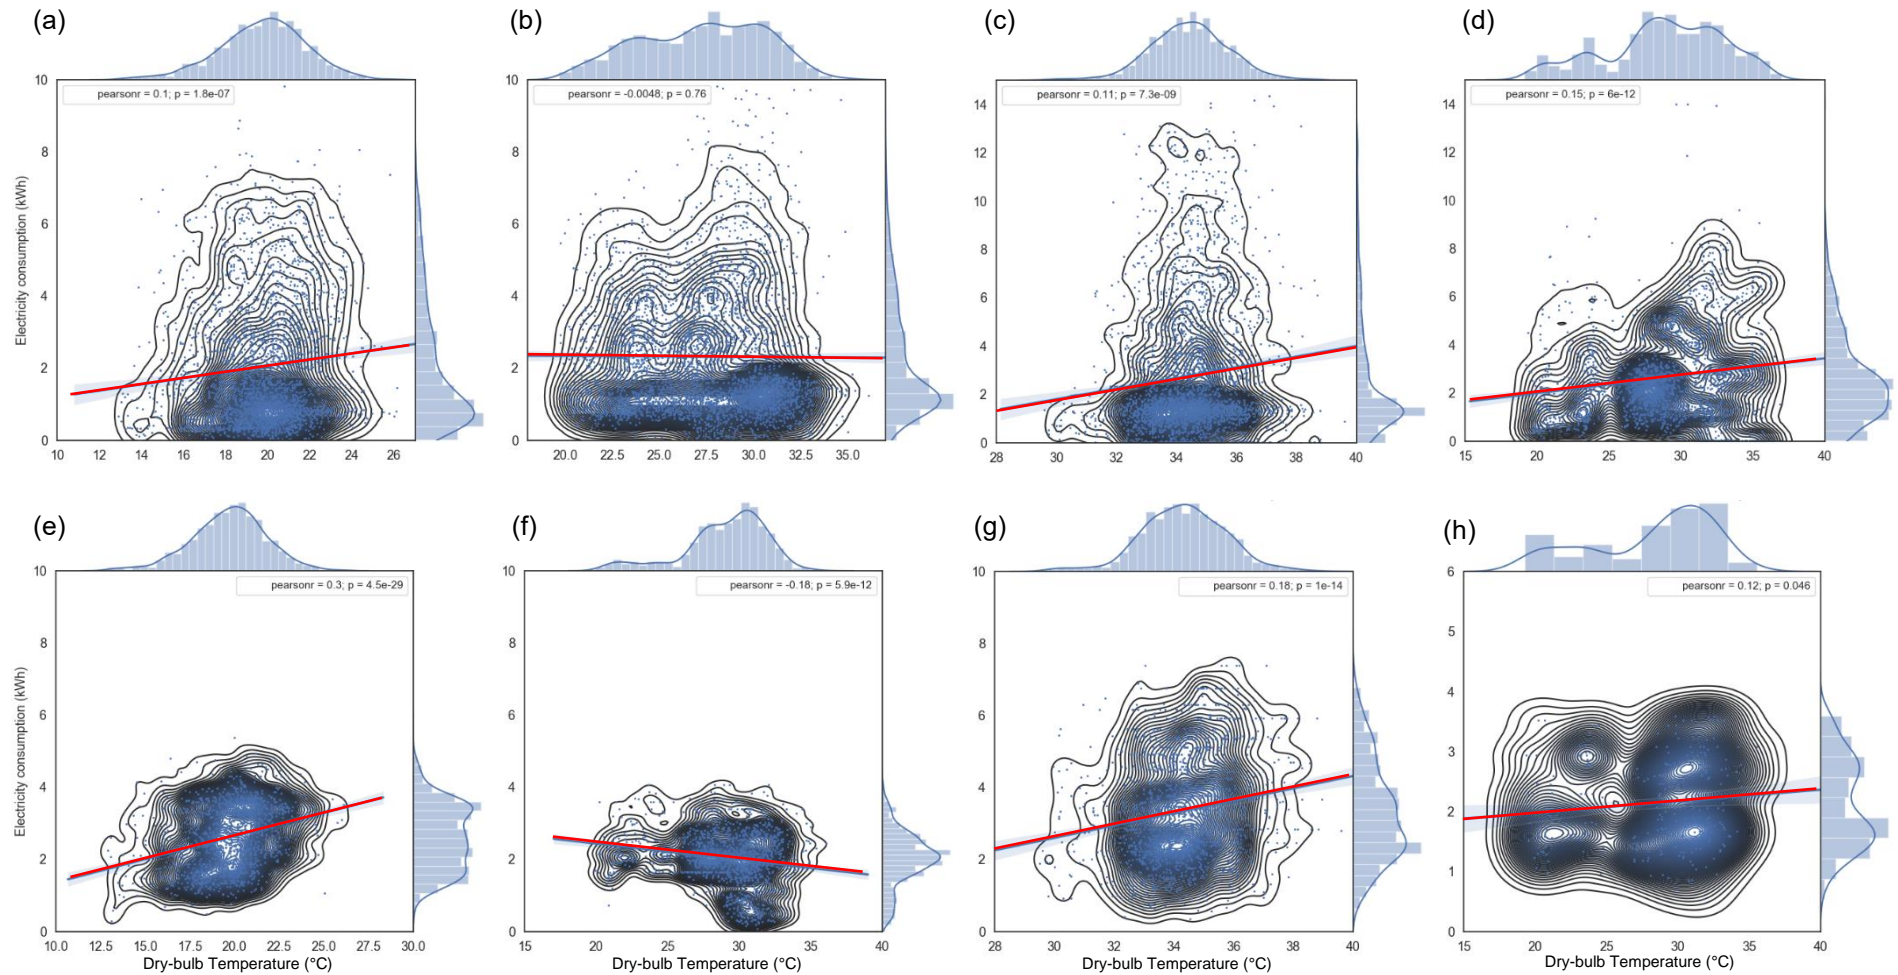 (a)
(b)
(c)
(d)
pearsonr = 0.1; p = 1.8e-07
pearsonr = -0.0048; p = 0.76
pearsonr = 0.11; p = 7.3e-09
pearsonr = 0.15; p = 6e-12
Electricity consumption (kWh)
10
8
6
4
2
0
10 12 14 16 18 20 22 24 26
10
8
6
4
2
0
20.0 22.5 25.0 27.5 30.0 32.5 35.0
14
12
10
8
6
4
2
0
28 30 32 34 36 38 40
14
12
10
8
6
4
2
0
15 20 25 30 35 40
(e)
(f)
(g)
(h)
pearsonr = 0.3; p = 4.5e-29
pearsonr = -0.18; p = 5.9e-12
pearsonr = 0.18; p = 1e-14
pearsonr = 0.12; p = 0.046
Electricity consumption (kWh)
10
8
6
4
2
0
10.0 12.5 15.0 17.5 20.0 22.5 25.0 27.5 30.0
Dry-bulb Temperature (°C)
10
8
6
4
2
0
15 20 25 30 35 40
Dry-bulb Temperature (°C)
10
8
6
4
2
0
28 30 32 34 36 38 40
Dry-bulb Temperature (°C)
6
5
4
3
2
1
0
15 20 25 30 35 40
Dry-bulb Temperature (°C)